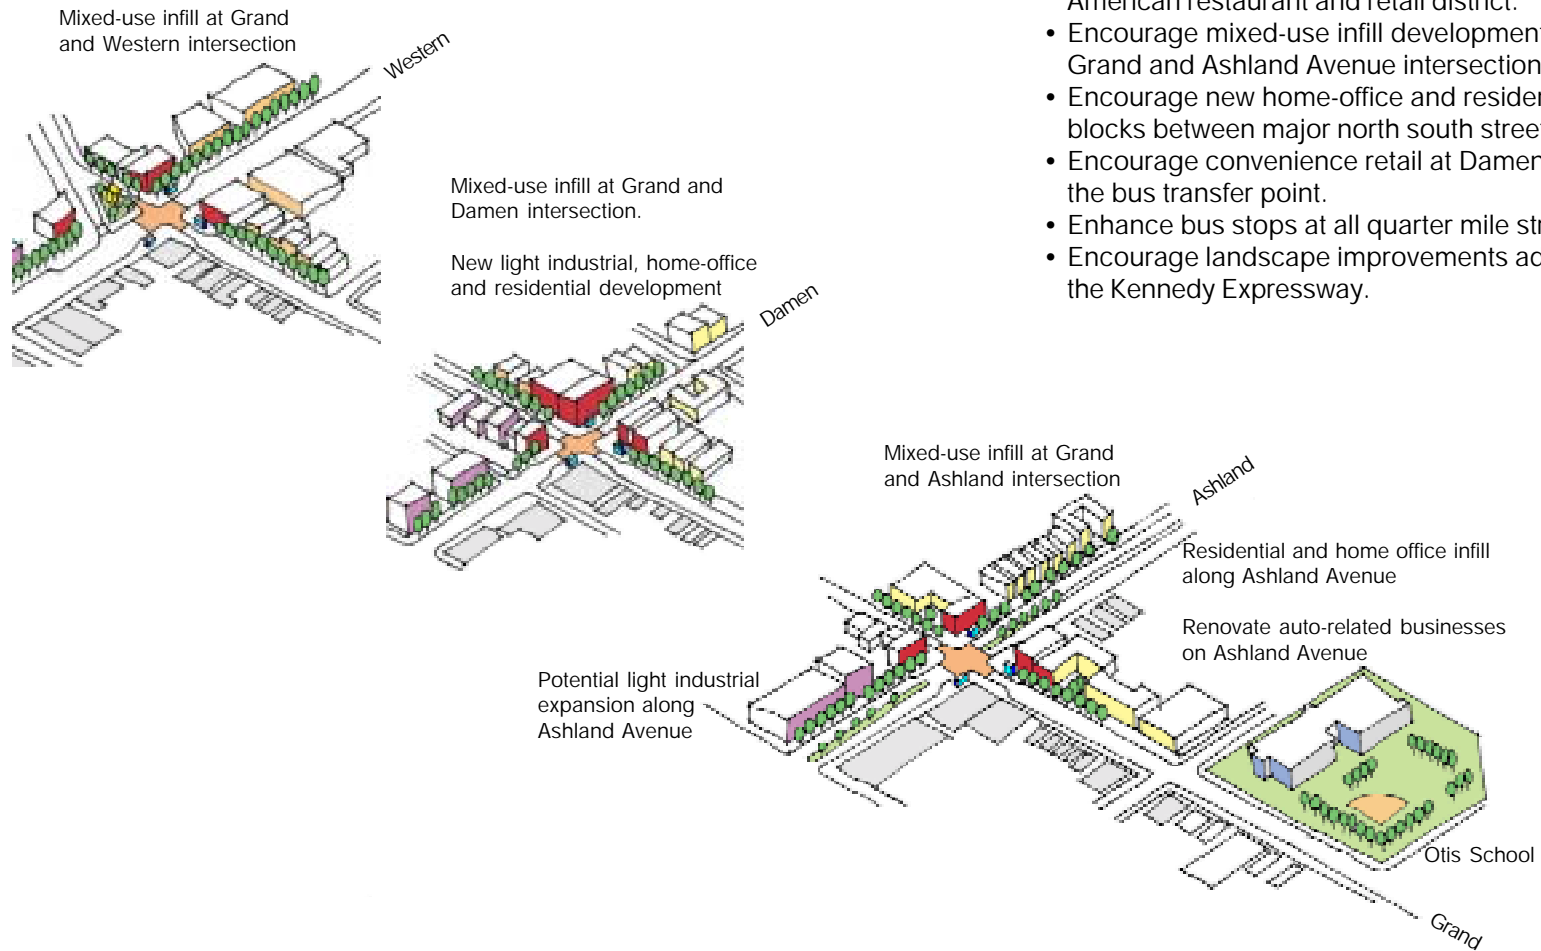 Mixed-use infill at Grand
and Western intersection
Western
American restaurant and retail district.
• Encourage mixed-use infill development
Grand and Ashland Avenue intersection
• Encourage new home-office and
blocks between major north south
• Encourage convenience retail at Damen
the bus transfer point.
• Enhance bus stops at all quarter mile
• Encourage landscape improvements
the Kennedy Expressway.
Mixed-use infill at Grand and
Damen intersection.
New light industrial, home-office
and residential development
Damen
Mixed-use infill at Grand
and Ashland intersection
Ashland
Residential and home office infill
along Ashland Avenue
Renovate auto-related businesses
on Ashland Avenue
Potential light industrial
expansion along
Ashland Avenue
Otis School
Grand